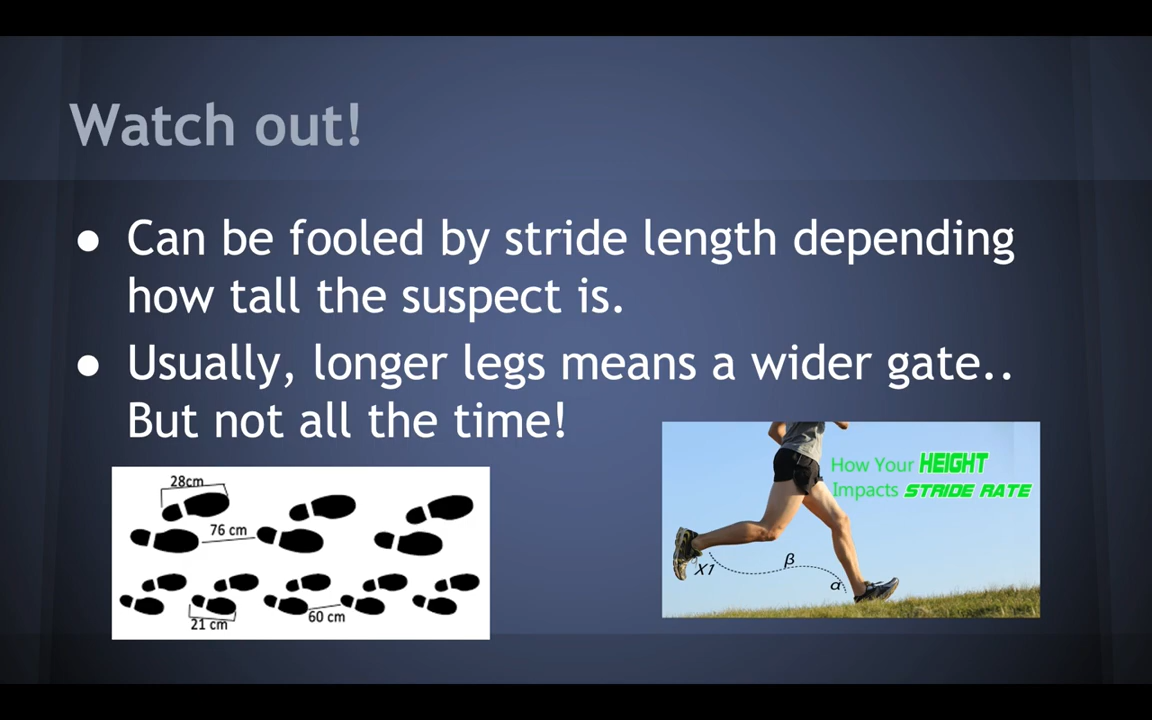 Watch out!
● Can be fooled by stride length depending
how tall the suspect is.
● Usually, longer legs means a wider gate..
But not all the time!
28cm
76 cm
21 cm
60 cm
How Your HEIGHT
Impacts STRIDE RATE
X1
β
α